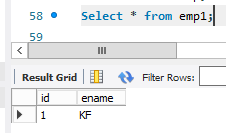 58 Select * from emp1;
59
Result Grid Filter Rows:
id ename
1 KF